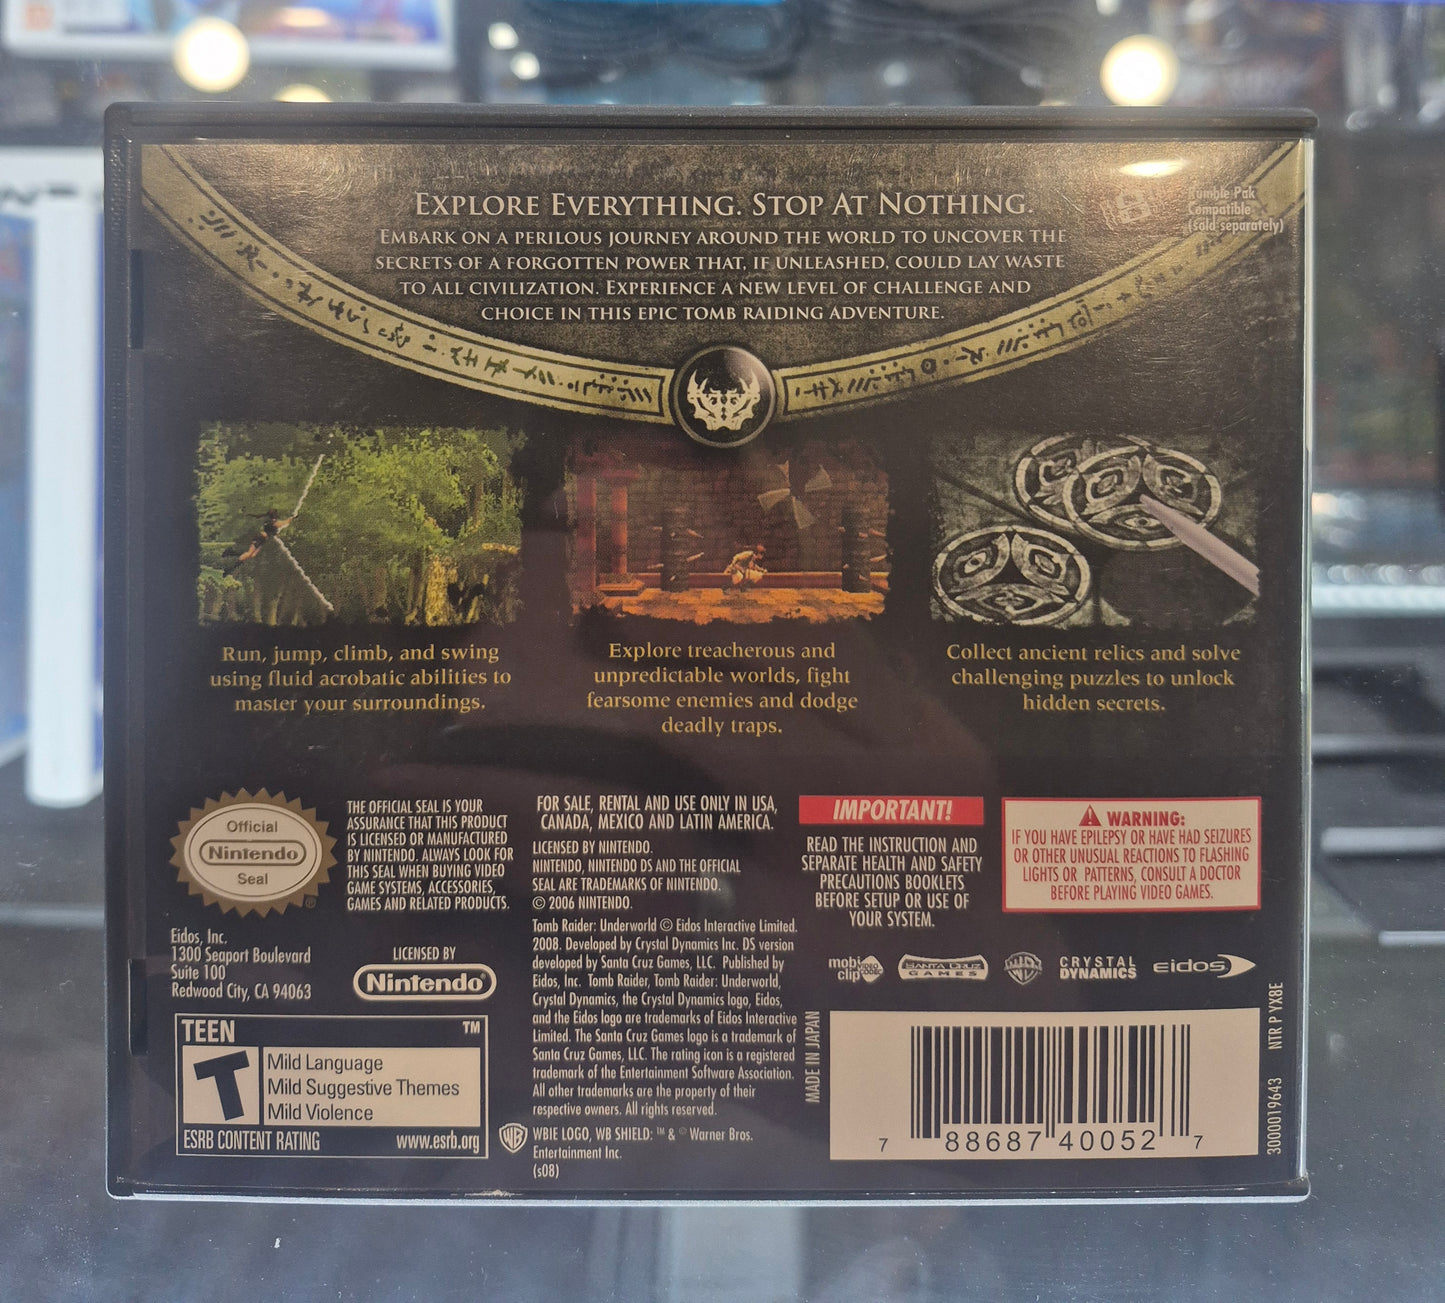 EXPLORE EVERYTHING. STOP AT NOTHING.
EMBARK ON A PERILOUS JOURNEY AROUND THE WORLD TO UNCOVER THE
SECRETS OF A FORGOTTEN POWER THAT, IF UNLEASHED, COULD LAY WASTE
TO ALL CIVILIZATION. EXPERIENCE A NEW LEVEL OF CHALLENGE AND
CHOICE IN THIS EPIC TOMB RAIDING ADVENTURE.
Rumble Pak
Compatible
(sold separately)
Run, jump, climb, and swing
using fluid acrobatic abilities to
master your surroundings.
Explore treacherous and
unpredictable worlds, fight
fearsome enemies and dodge
deadly traps.
Collect ancient relics and solve
challenging puzzles to unlock
hidden secrets.
Official
Nintendo
Seal
THE OFFICIAL SEAL IS YOUR
ASSURANCE THAT THIS PRODUCT
IS LICENSED OR MANUFACTURED
BY NINTENDO. ALWAYS LOOK FOR
THIS SEAL WHEN BUYING VIDEO
GAME SYSTEMS, ACCESSORIES,
GAMES AND RELATED PRODUCTS.
Eidos, Inc.
1300 Seaport Boulevard
Suite 100
Redwood City, CA 94063
LICENSED BY
Nintendo®
TEEN ™
T
Mild Language
Mild Suggestive Themes
Mild Violence
ESRB CONTENT RATING www.esrb.org
FOR SALE, RENTAL AND USE ONLY IN USA,
CANADA, MEXICO AND LATIN AMERICA.
LICENSED BY NINTENDO.
NINTENDO, NINTENDO DS AND THE OFFICIAL
SEAL ARE TRADEMARKS OF NINTENDO.
© 2006 NINTENDO.
Tomb Raider: Underworld © Eidos Interactive Limited.
2008. Developed by Crystal Dynamics Inc. DS version
developed by Santa Cruz Games, LLC. Published by
Eidos, Inc. Tomb Raider, Tomb Raider: Underworld,
Crystal Dynamics, the Crystal Dynamics logo, Eidos,
and the Eidos logo are trademarks of Eidos Interactive
Limited. The Santa Cruz Games logo is a trademark of
Santa Cruz Games, LLC. The rating icon is a registered
trademark of the Entertainment Software Association.
All other trademarks are the property of their
respective owners. All rights reserved.
WB
WBIE LOGO, WB SHIELD: ™ & © Warner Bros.
Entertainment Inc.
(s08)
IMPORTANT!
READ THE INSTRUCTION AND
SEPARATE HEALTH AND SAFETY
PRECAUTIONS BOOKLETS
BEFORE SETUP OR USE OF
YOUR SYSTEM.
WARNING:
IF YOU HAVE EPILEPSY OR HAVE HAD SEIZURES
OR OTHER UNUSUAL REACTIONS TO FLASHING
LIGHTS OR PATTERNS, CONSULT A DOCTOR
BEFORE PLAYING VIDEO GAMES.
mobi
clip VIDEO CODEC
SANTA CRUZ
GAMES
WB
CRYSTAL
DYNAMICS
eidos
MADE IN JAPAN
7 88687 40052 7
3000019643 NTR P YX8E